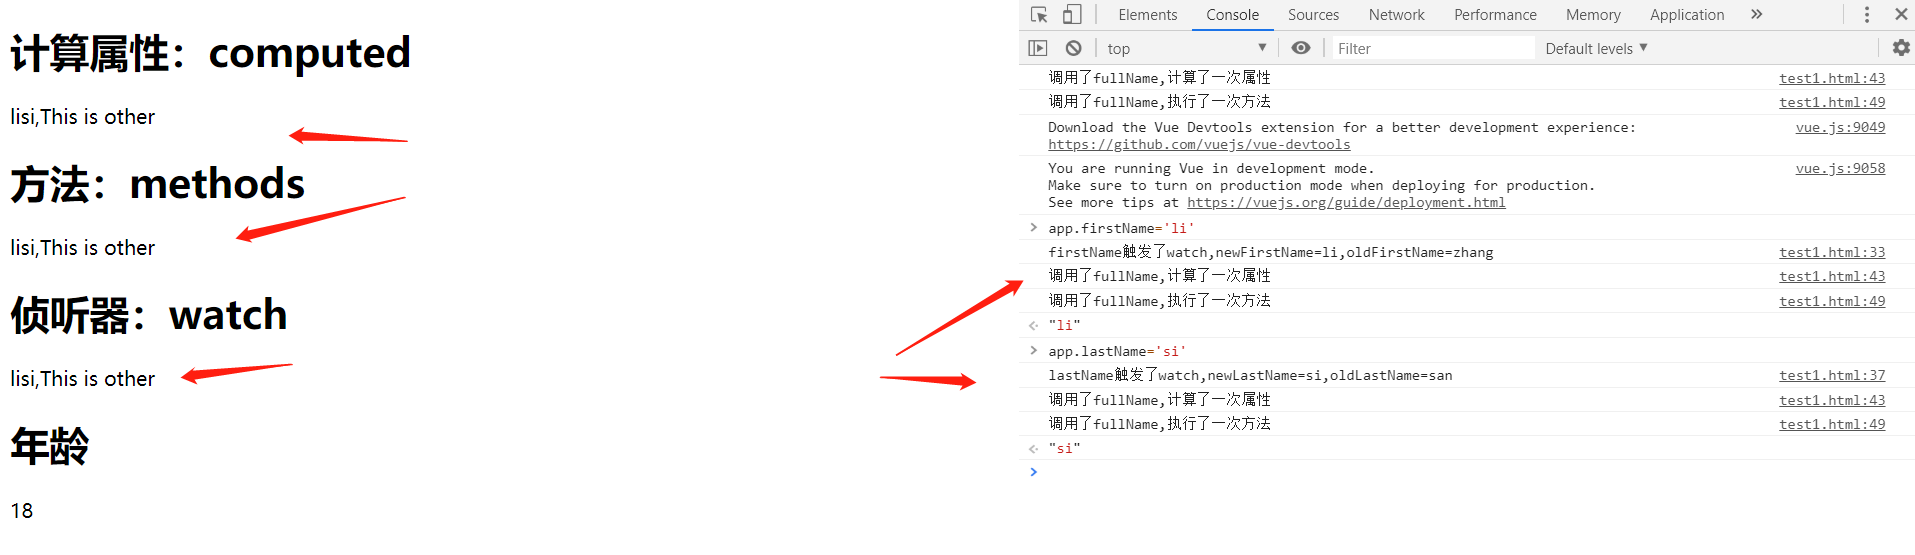 计算属性：computed
lisi,This is other
方法：methods
lisi,This is other
侦听器：watch
lisi,This is other
年龄
18
Elements Console Sources Network Performance Memory Application »
top Filter Default levels
调用了fullName,计算了一次属性 test1.html:43
调用了fullName,执行了一次方法 test1.html:49
Download the Vue Devtools extension for a better development experience: vue.js:9049
https://github.com/vuejs/vue-devtools
You are running Vue in development mode. vue.js:9058
Make sure to turn on production mode when deploying for production.
See more tips at https://vuejs.org/guide/deployment.html
app.firstName='li'
firstName触发了watch,newFirstName=li,oldFirstName=zhang test1.html:33
调用了fullName,计算了一次属性 test1.html:43
调用了fullName,执行了一次方法 test1.html:49
"li"
app.lastName='si'
lastName触发了watch,newLastName=si,oldLastName=san test1.html:37
调用了fullName,计算了一次属性 test1.html:43
调用了fullName,执行了一次方法 test1.html:49
"si"